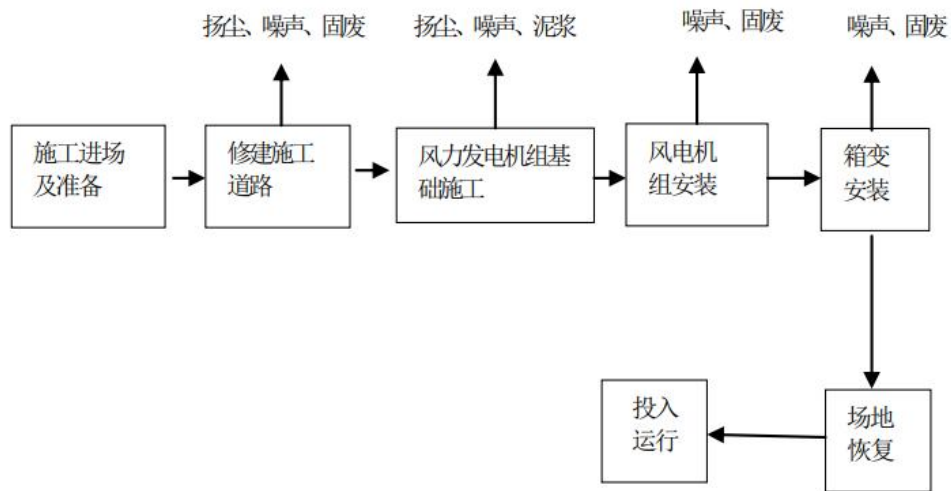 扬尘、噪声、固废
扬尘、噪声、泥浆
噪声、固废
噪声、固废
施工进场
及准备
修建施工
道路
风力发电机组基
础施工
风电机
组安装
箱变
安装
投入
运行
场地
恢复